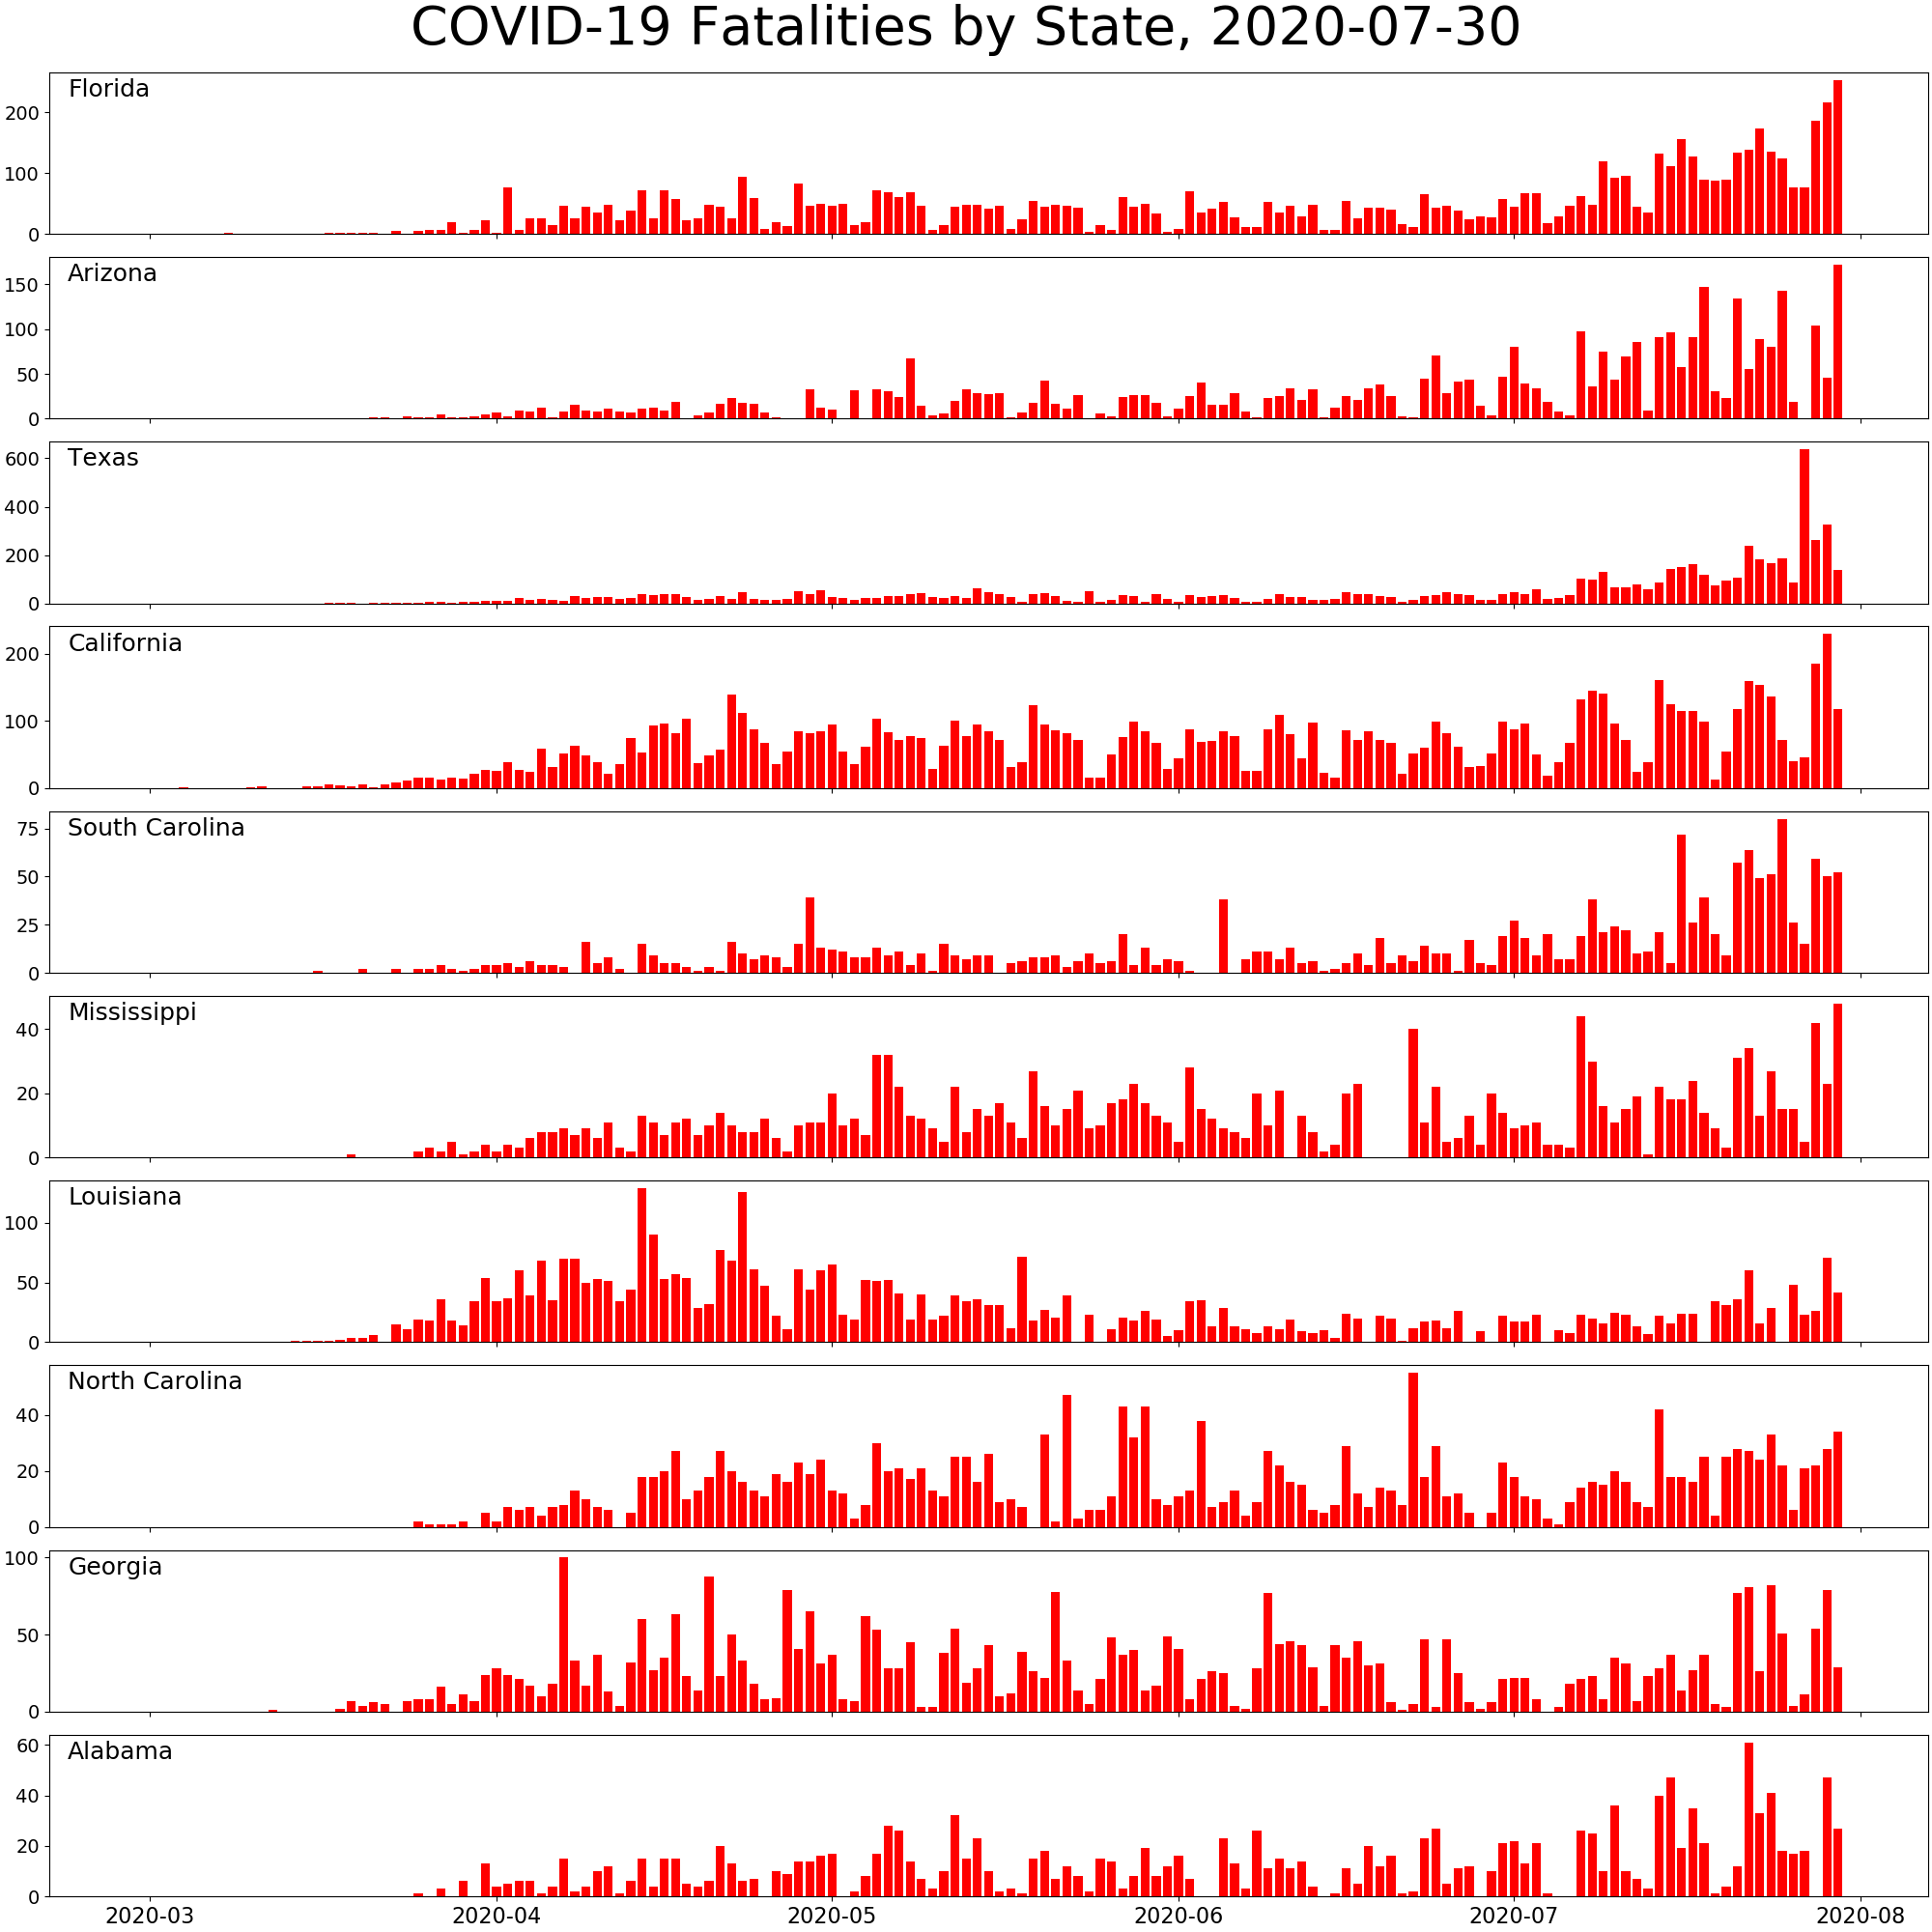 COVID-19 Fatalities by State, 2020-07-30
Florida
200
100
0
Arizona
150
100
50
0
Texas
600
400
200
0
California
200
100
0
South Carolina
75
50
25
0
Mississippi
40
20
0
Louisiana
100
50
0
North Carolina
40
20
0
Georgia
100
50
0
Alabama
60
40
20
0
2020-03 2020-04 2020-05 2020-06 2020-07 2020-08